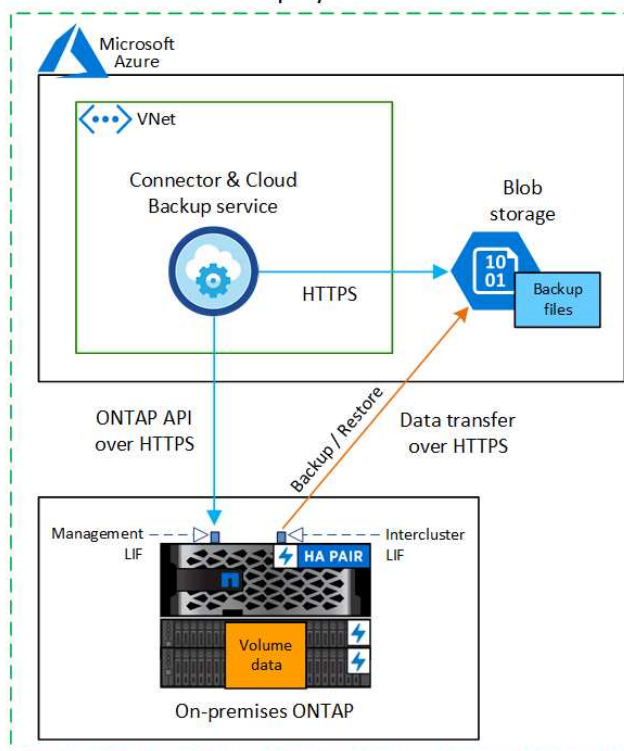 Microsoft
Azure
VNet
Connector & Cloud
Backup service
Blob
storage
10
01
Backup
files
HTTPS
ONTAP API
over HTTPS
Backup / Restore
Data transfer
over HTTPS
Management
LIF
Intercluster
LIF
HA PAIR
Volume
data
On-premises ONTAP